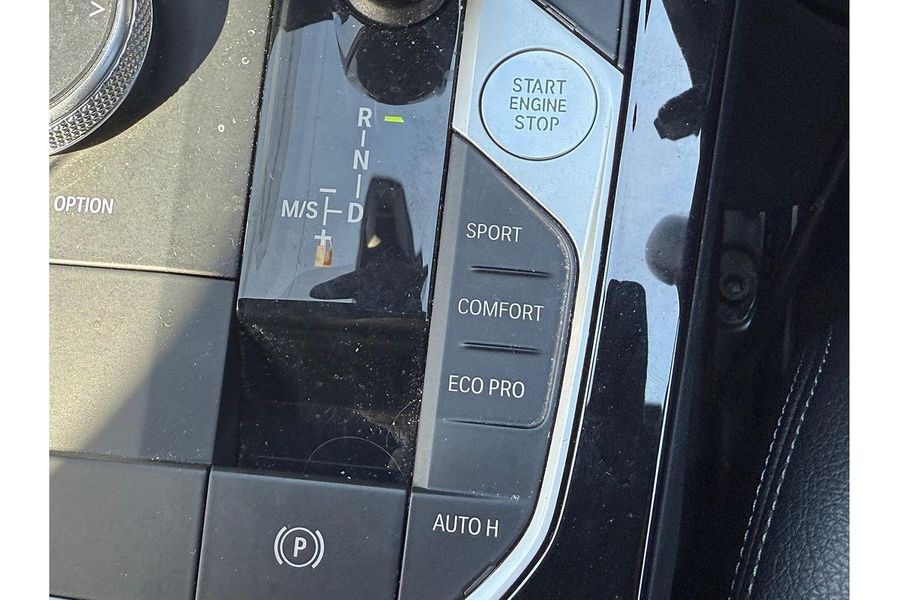 START
ENGINE
STOP
R
N
M/S
D
OPTION
SPORT
COMFORT
ECO PRO
AUTO H
P